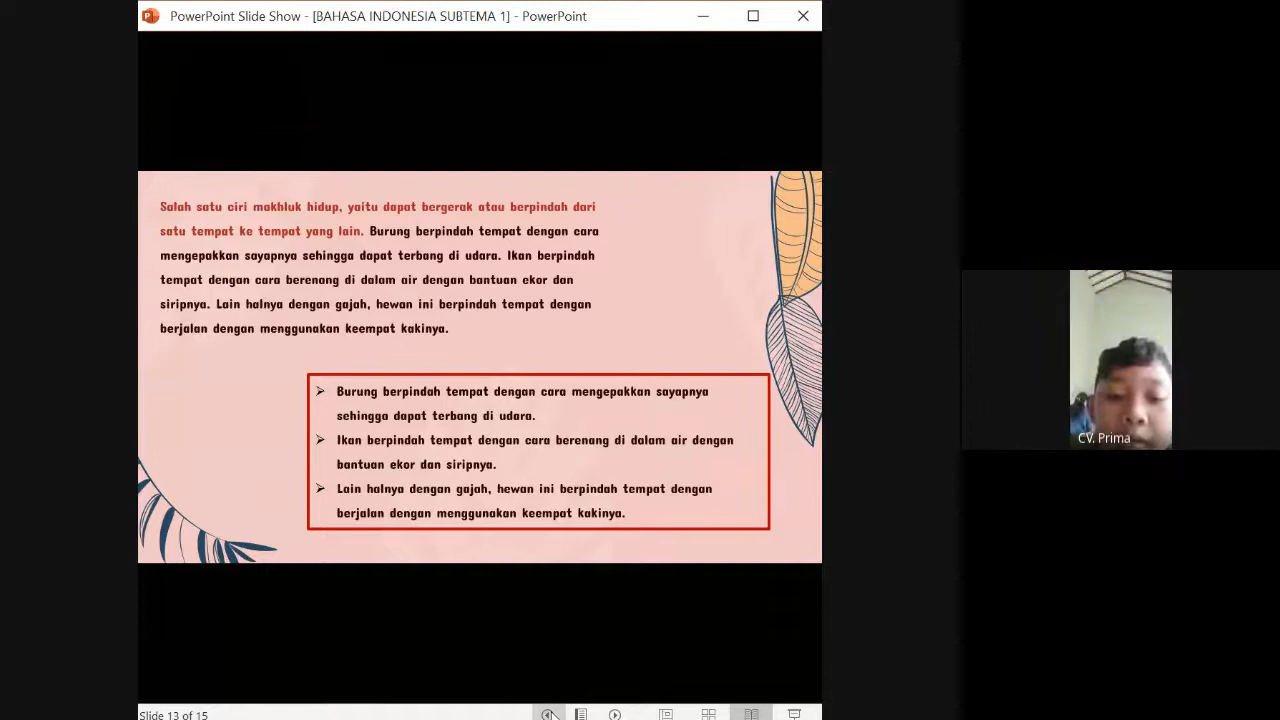 PowerPoint Slide Show - [BAHASA INDONESIA SUBTEMA 1] - PowerPoint
Salah satu ciri makhluk hidup, yaitu dapat bergerak atau berpindah dari
satu tempat ke tempat yang lain. Burung berpindah tempat dengan cara
mengepakkan sayapnya sehingga dapat terbang di udara. Ikan berpindah
tempat dengan cara berenang di dalam air dengan bantuan ekor dan
siripnya. Lain halnya dengan gajah, hewan ini berpindah tempat dengan
berjalan dengan menggunakan keempat kakinya.
➤ Burung berpindah tempat dengan cara mengepakkan sayapnya
sehingga dapat terbang di udara.
➤ Ikan berpindah tempat dengan cara berenang di dalam air dengan
bantuan ekor dan siripnya.
➤ Lain halnya dengan gajah, hewan ini berpindah tempat dengan
berjalan dengan menggunakan keempat kakinya.
CV. Prima
Slide 13 of 15